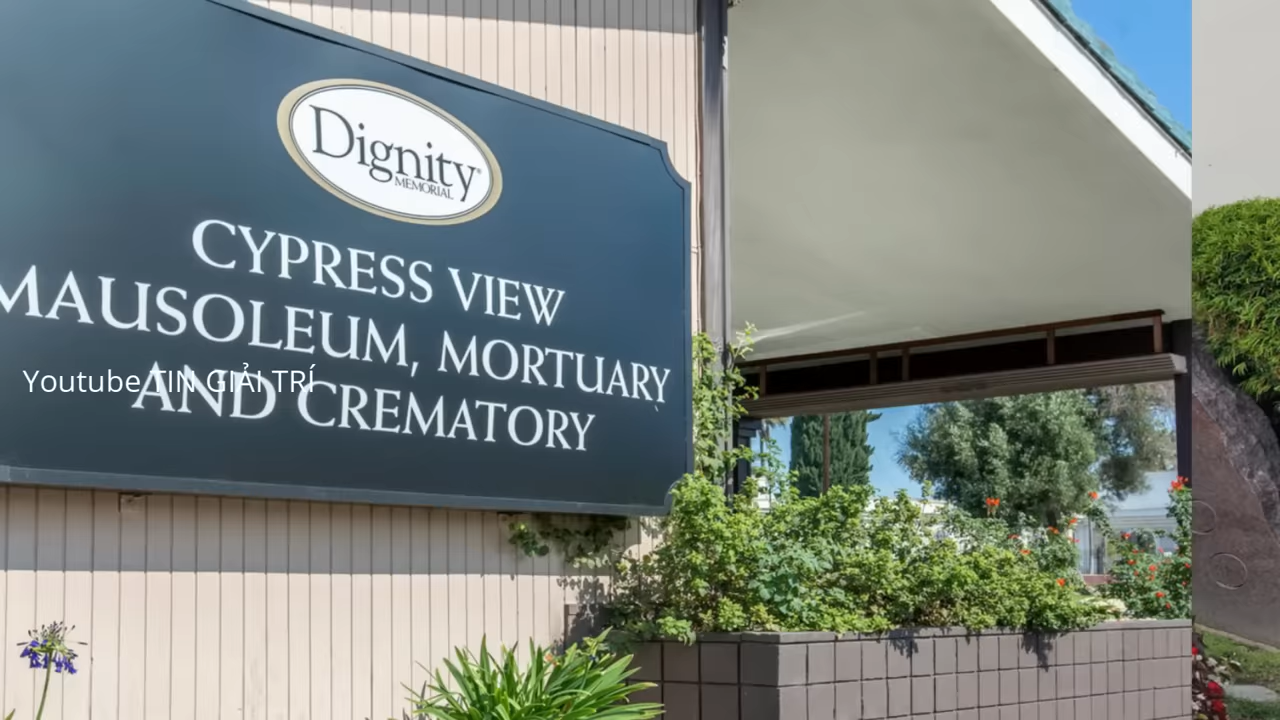 Dignity®
MEMORIAL
CYPRESS VIEW
MAUSOLEUM, MORTUARY
AND CREMATORY
Youtube TIN GIẢI TRÍ